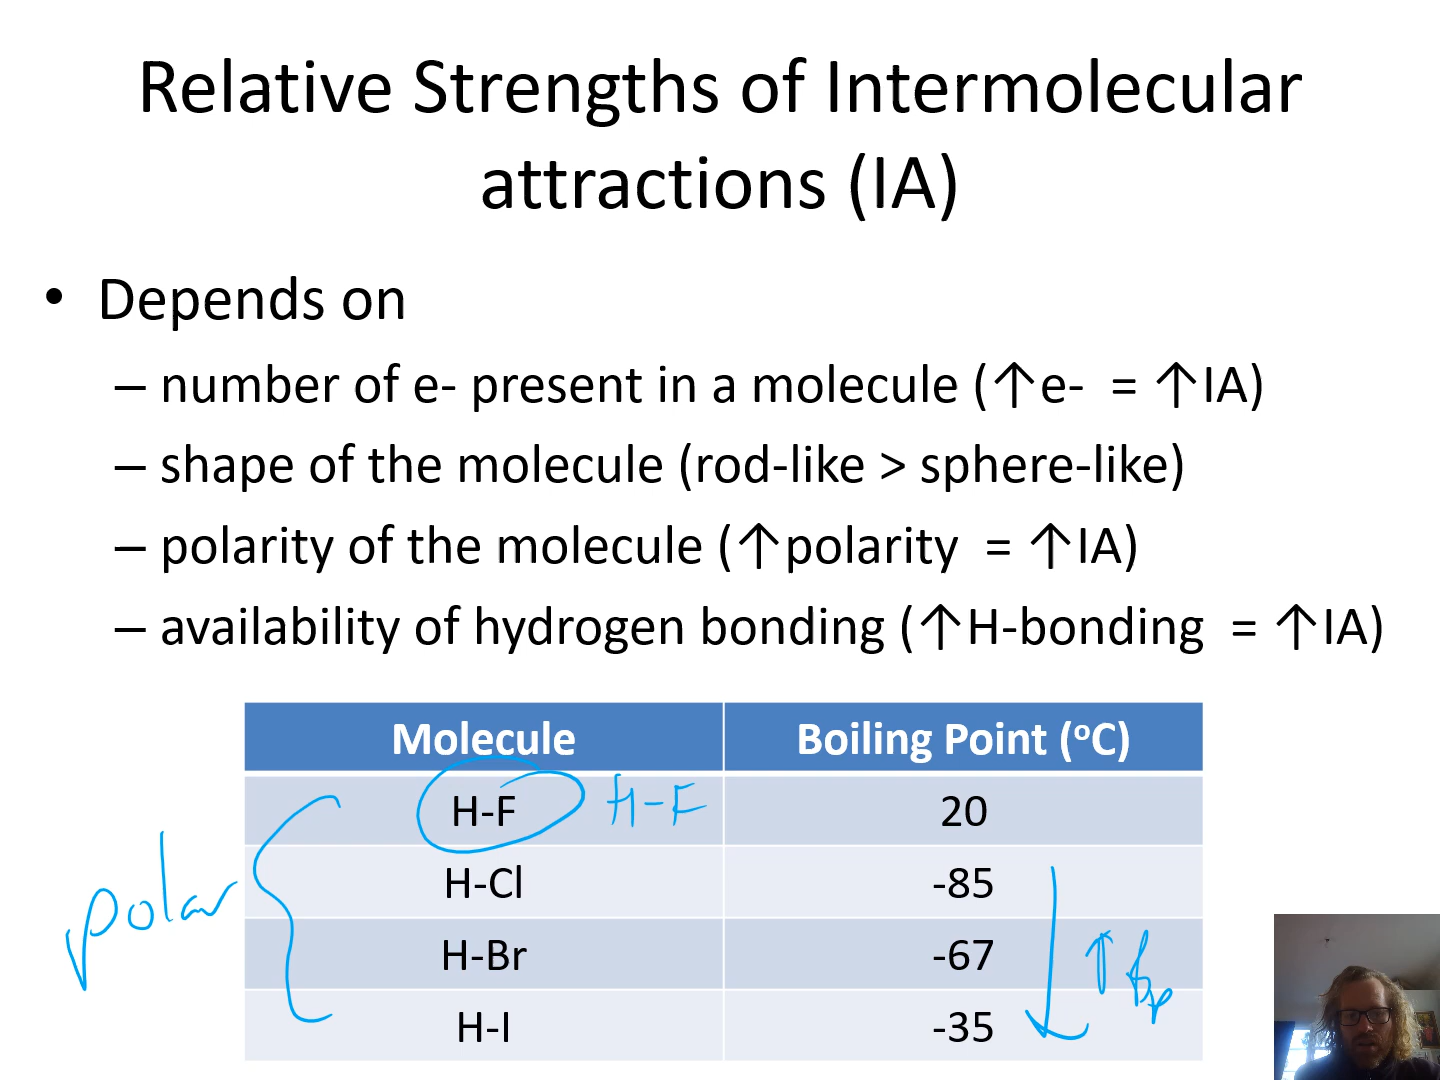 Relative Strengths of Intermolecular
attractions (IA)
• Depends on
– number of e- present in a molecule (↑e- = ↑IA)
– shape of the molecule (rod-like > sphere-like)
– polarity of the molecule (↑polarity = ↑IA)
– availability of hydrogen bonding (↑H-bonding = ↑IA)
Molecule Boiling Point (ºC)
H-F H-F 20
H-Cl -85
polar
H-Br -67 ↑ bp
H-I -35